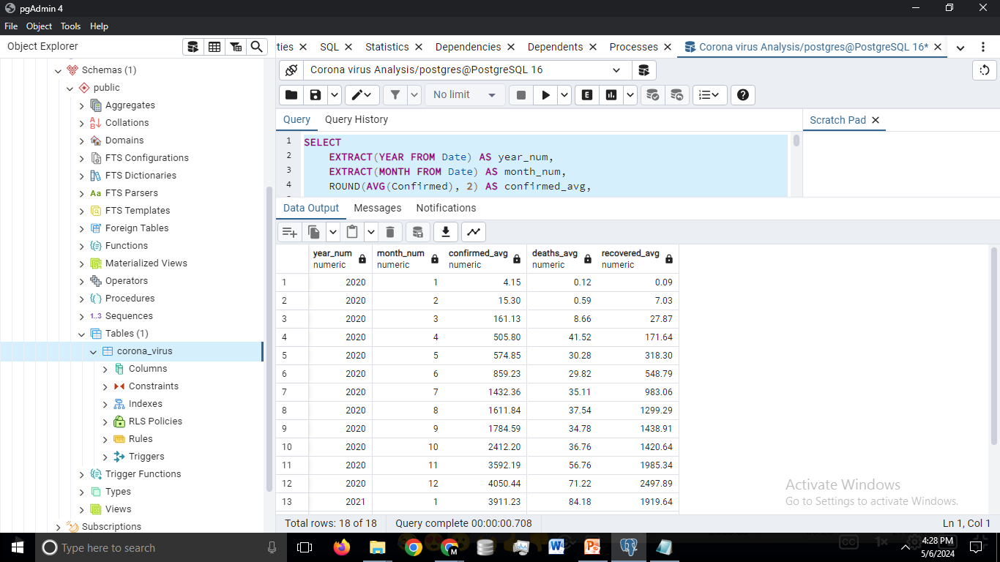 pgAdmin 4
File Object Tools Help
Object Explorer
ties SQL Statistics Dependencies Dependents Processes Corona virus Analysis/postgres@PostgreSQL 16*
Schemas (1)
public
Aggregates
Collations
Domains
FTS Configurations
FTS Dictionaries
Aa FTS Parsers
FTS Templates
Foreign Tables
Functions
Materialized Views
Operators
Procedures
1..3 Sequences
Tables (1)
corona_virus
Columns
Constraints
Indexes
RLS Policies
Rules
Triggers
Trigger Functions
Types
Views
Subscriptions
Corona virus Analysis/postgres@PostgreSQL 16
No limit
E
Query Query History
Scratch Pad
1 SELECT
2 EXTRACT(YEAR FROM Date) AS year_num,
3 EXTRACT(MONTH FROM Date) AS month_num,
4 ROUND(AVG(Confirmed), 2) AS confirmed_avg,
Data Output Messages Notifications
year_num month_num confirmed_avg deaths_avg recovered_avg
numeric numeric numeric numeric numeric
1 2020 1 4.15 0.12 0.09
2 2020 2 15.30 0.59 7.03
3 2020 3 161.13 8.66 27.87
4 2020 4 505.80 41.52 171.64
5 2020 5 574.85 30.28 318.30
6 2020 6 859.23 29.82 548.79
7 2020 7 1432.36 35.11 983.06
8 2020 8 1611.84 37.54 1299.29
9 2020 9 1784.59 34.78 1438.91
10 2020 10 2412.20 36.76 1420.64
11 2020 11 3592.19 56.76 1985.34
12 2020 12 4050.44 71.22 2497.89
13 2021 1 3911.23 84.18 1919.64
Activate Windows
Go to Settings to activate Windows.
Total rows: 18 of 18 Query complete 00:00:00.708 Ln 1, Col 1
Type here to search
4:28 PM
5/6/2024